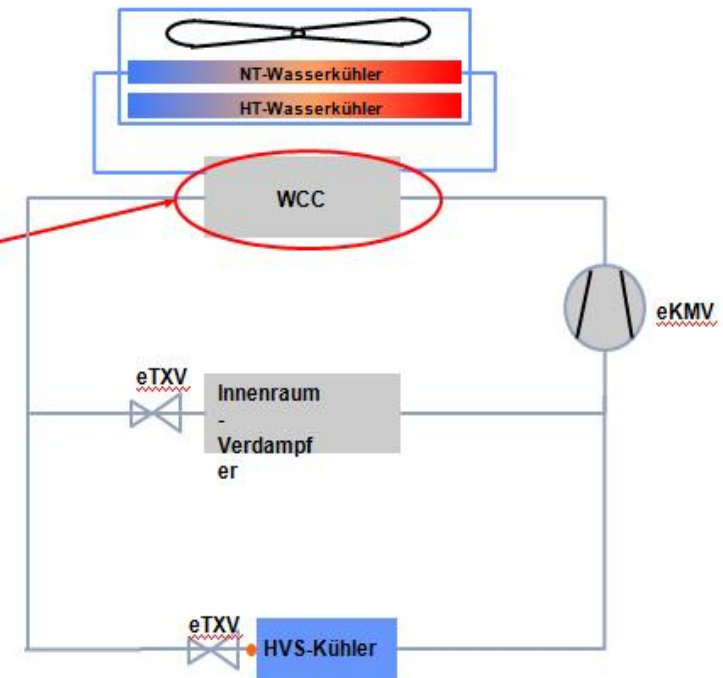 NT-Wasserkühler
HT-Wasserkühler
WCC
eKMV
eTXV
Innenraum
-
Verdampf
er
eTXV
HVS-Kühler